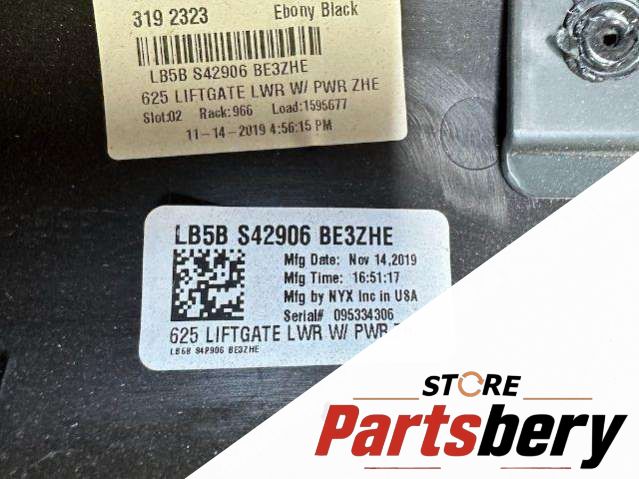 319 2323 Ebony Black
LB5B S42906 BE3ZHE
625 LIFTGATE LWR W/ PWR ZHE
Slot:02 Rack:966 Load:1595677
11-14-2019 4:56:15 PM
LB5B S42906 BE3ZHE
Mfg Date: Nov 14,2019
Mfg Time: 16:51:17
Mfg by NYX Inc in USA
Serial# 095334306
625 LIFTGATE LWR W/ PWR
LB5B S42906 BE3ZHE
STORE
Partsbery